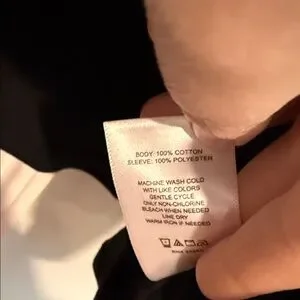 BODY: 100% COTTON
SLEEVE: 100% POLYESTER
MACHINE WASH COLD
WITH LIKE COLORS
GENTLE CYCLE
ONLY NON-CHLORINE
BLEACH WHEN NEEDED
LINE DRY
WARM IRON IF NEEDED